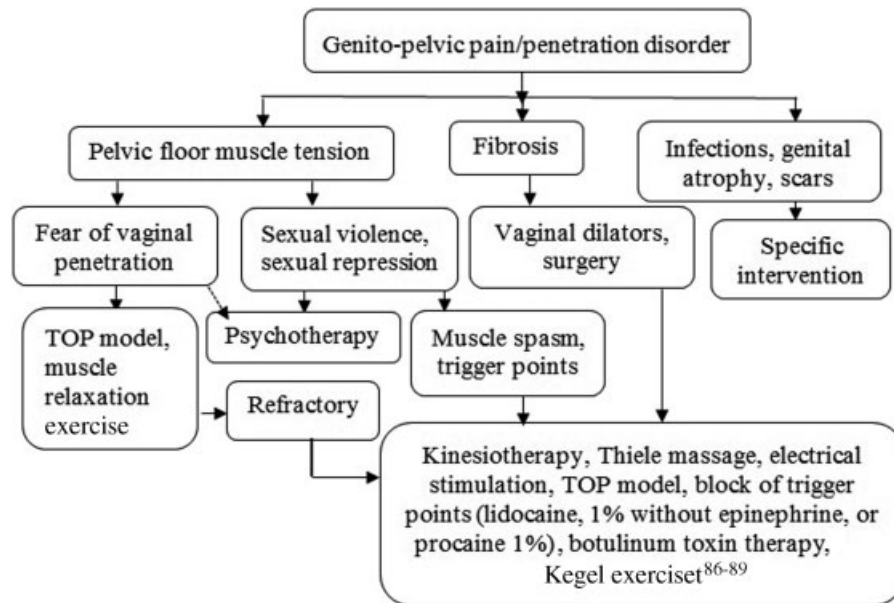 Genito-pelvic pain/penetration disorder
Pelvic floor muscle tension
Fibrosis
Infections, genital
atrophy, scars
Fear of vaginal
penetration
Sexual violence,
sexual repression
Vaginal dilators,
surgery
Specific
intervention
TOP model,
muscle
relaxation
exercise
Psychotherapy
Muscle spasm,
trigger points
Refractory
Kinesiotherapy, Thiele massage, electrical
stimulation, TOP model, block of trigger
points (lidocaine, 1% without epinephrine, or
procaine 1%), botulinum toxin therapy,
Kegel exerciset86-89